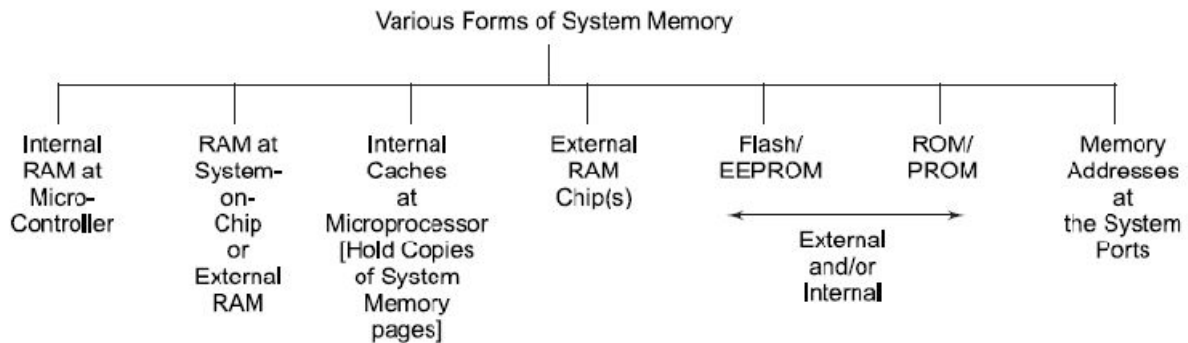 Various Forms of System Memory
Internal
RAM at
Micro-
Controller
RAM at
System-
on-
Chip
or
External
RAM
Internal
Caches
at
Microprocessor
[Hold Copies
of System
Memory
pages]
External
RAM
Chip(s)
Flash/
EEPROM
ROM/
PROM
External
and/or
Internal
Memory
Addresses
at
the System
Ports